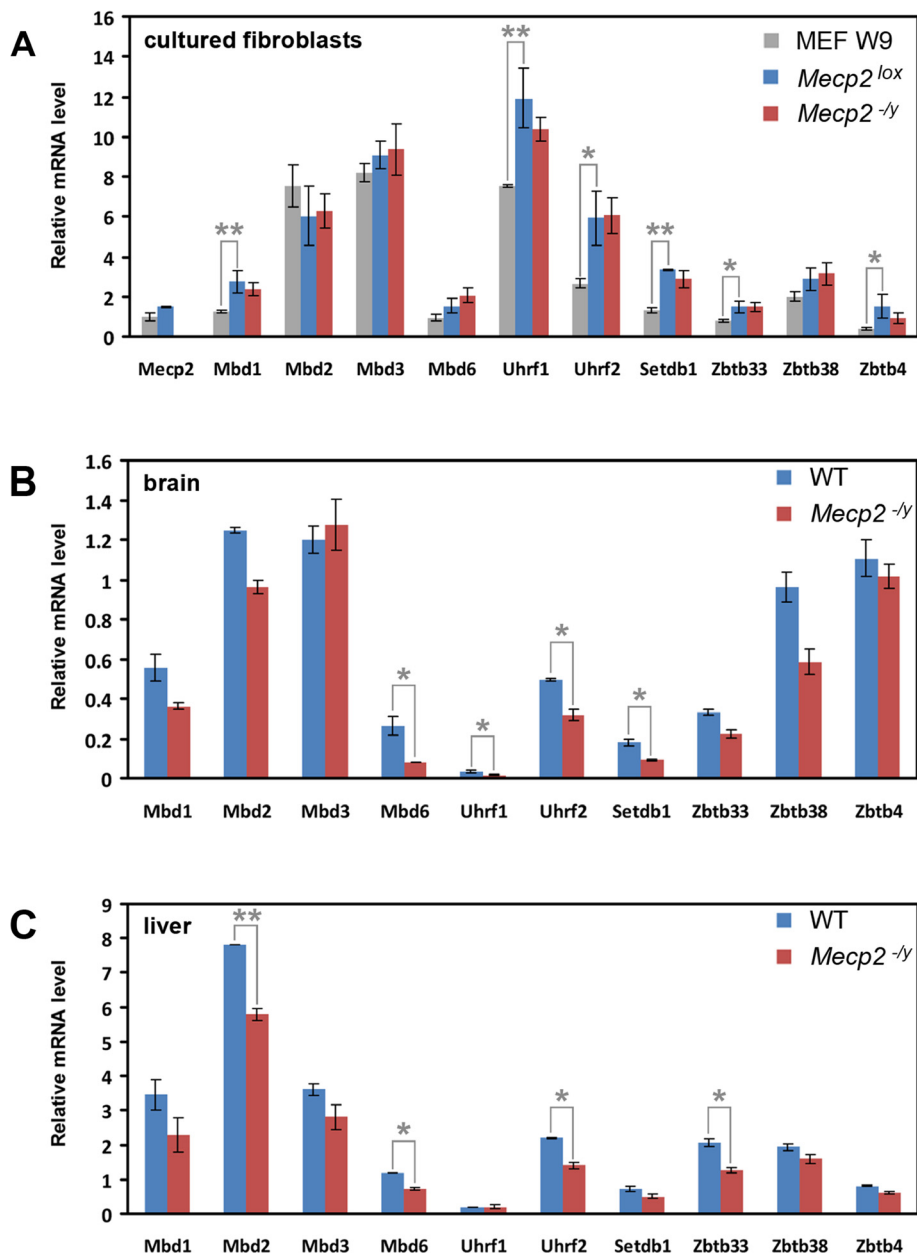 A
cultured fibroblasts
MEF W9
Mecp2 lox
Mecp2 -/y
Relative mRNA level
16
14
12
10
8
6
4
2
0
** ** * ** * *
Mecp2 Mbd1 Mbd2 Mbd3 Mbd6 Uhrf1 Uhrf2 Setdb1 Zbtb33 Zbtb38 Zbtb4
B
brain
WT
Mecp2 -/y
Relative mRNA level
1.6
1.4
1.2
1
0.8
0.6
0.4
0.2
0
* * * *
Mbd1 Mbd2 Mbd3 Mbd6 Uhrf1 Uhrf2 Setdb1 Zbtb33 Zbtb38 Zbtb4
C
liver
WT
Mecp2 -/y
Relative mRNA level
9
8
7
6
5
4
3
2
1
0
** * * *
Mbd1 Mbd2 Mbd3 Mbd6 Uhrf1 Uhrf2 Setdb1 Zbtb33 Zbtb38 Zbtb4